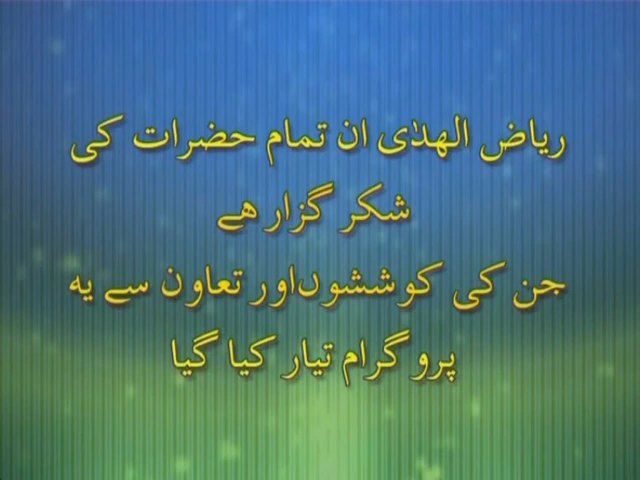 ریاض الھدیٰ ان تمام حضرات کی
شکر گزار ھے
جن کی کوششوں اور تعاون سے یہ
پروگرام تیار کیا گیا